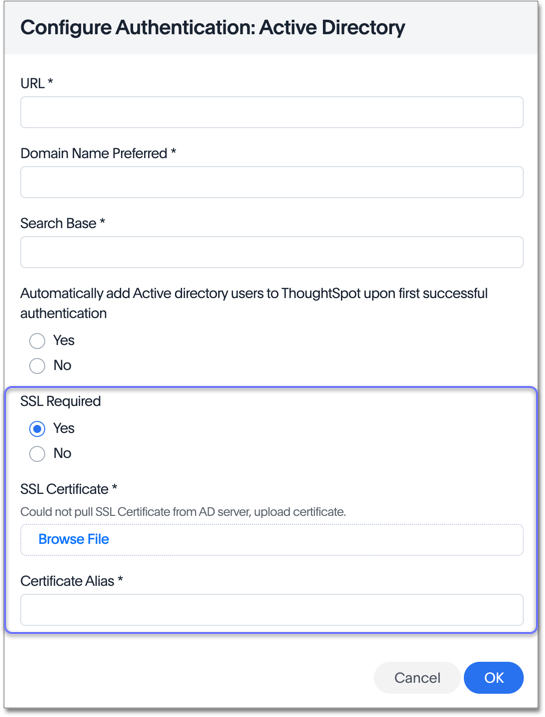 Configure Authentication: Active Directory
URL *
Domain Name Preferred *
Search Base *
Automatically add Active directory users to ThoughtSpot upon first successful
authentication
Yes
No
SSL Required
Yes
No
SSL Certificate *
Could not pull SSL Certificate from AD server, upload certificate.
Browse File
Certificate Alias *
Cancel
OK